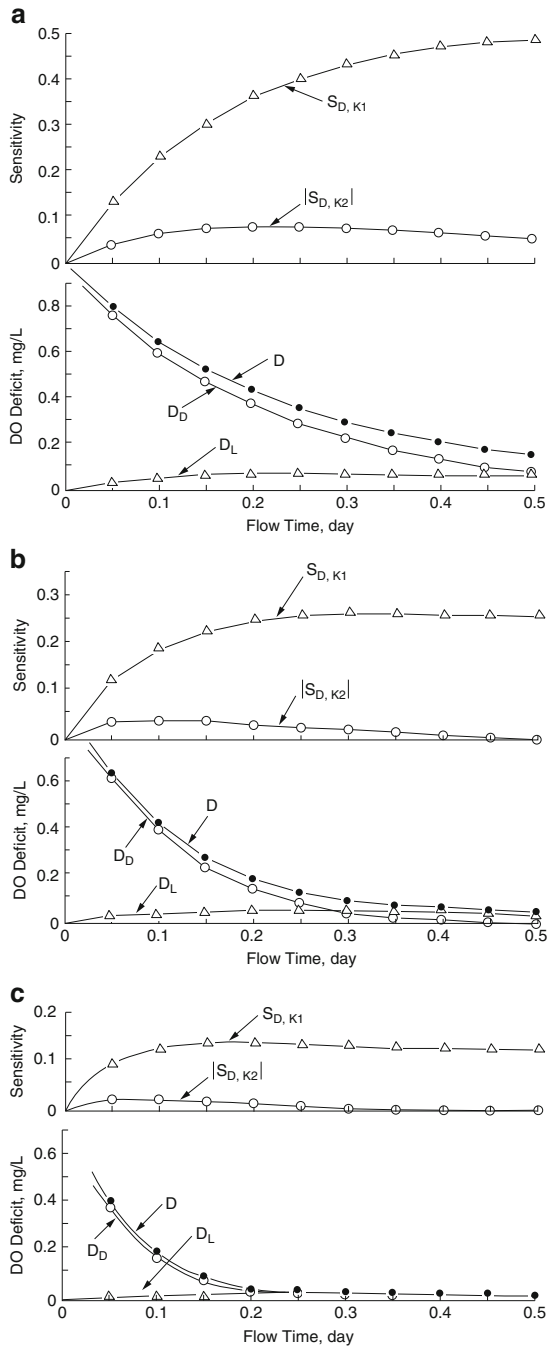 a
0.5
0.4
0.3
0.2
0.1
0
Sensitivity
S_D, K1
|S_D, K2|
0.8
0.6
0.4
0.2
0
DO Deficit, mg/L
D
D_D
D_L
0 0.1 0.2 0.3 0.4 0.5
Flow Time, day
b
0.3
0.2
0.1
0
Sensitivity
S_D, K1
|S_D, K2|
0.6
0.4
0.2
0
DO Deficit, mg/L
D
D_D
D_L
0 0.1 0.2 0.3 0.4 0.5
Flow Time, day
c
0.2
0.1
0
Sensitivity
S_D, K1
|S_D, K2|
0.6
0.4
0.2
0
DO Deficit, mg/L
D
D_D
D_L
0 0.1 0.2 0.3 0.4 0.5
Flow Time, day